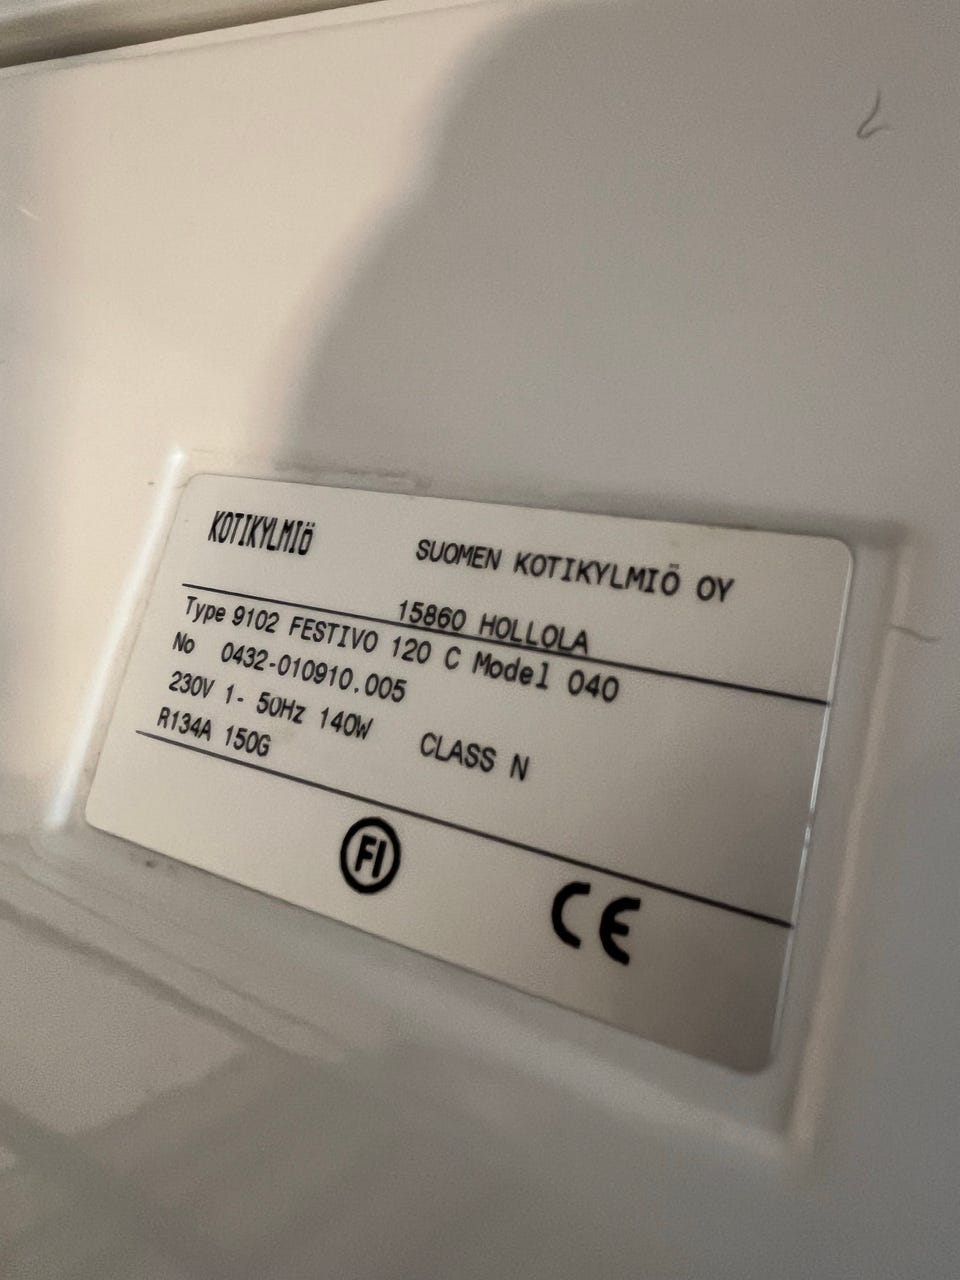 KOTIKYLMIÖ
SUOMEN KOTIKYLMIÖ OY
15860 HOLLOLA
Type 9102 FESTIVO 120 C Model 040
No 0432-010910.005
230V 1- 50Hz 140W CLASS N
R134A 150G
FI
CE